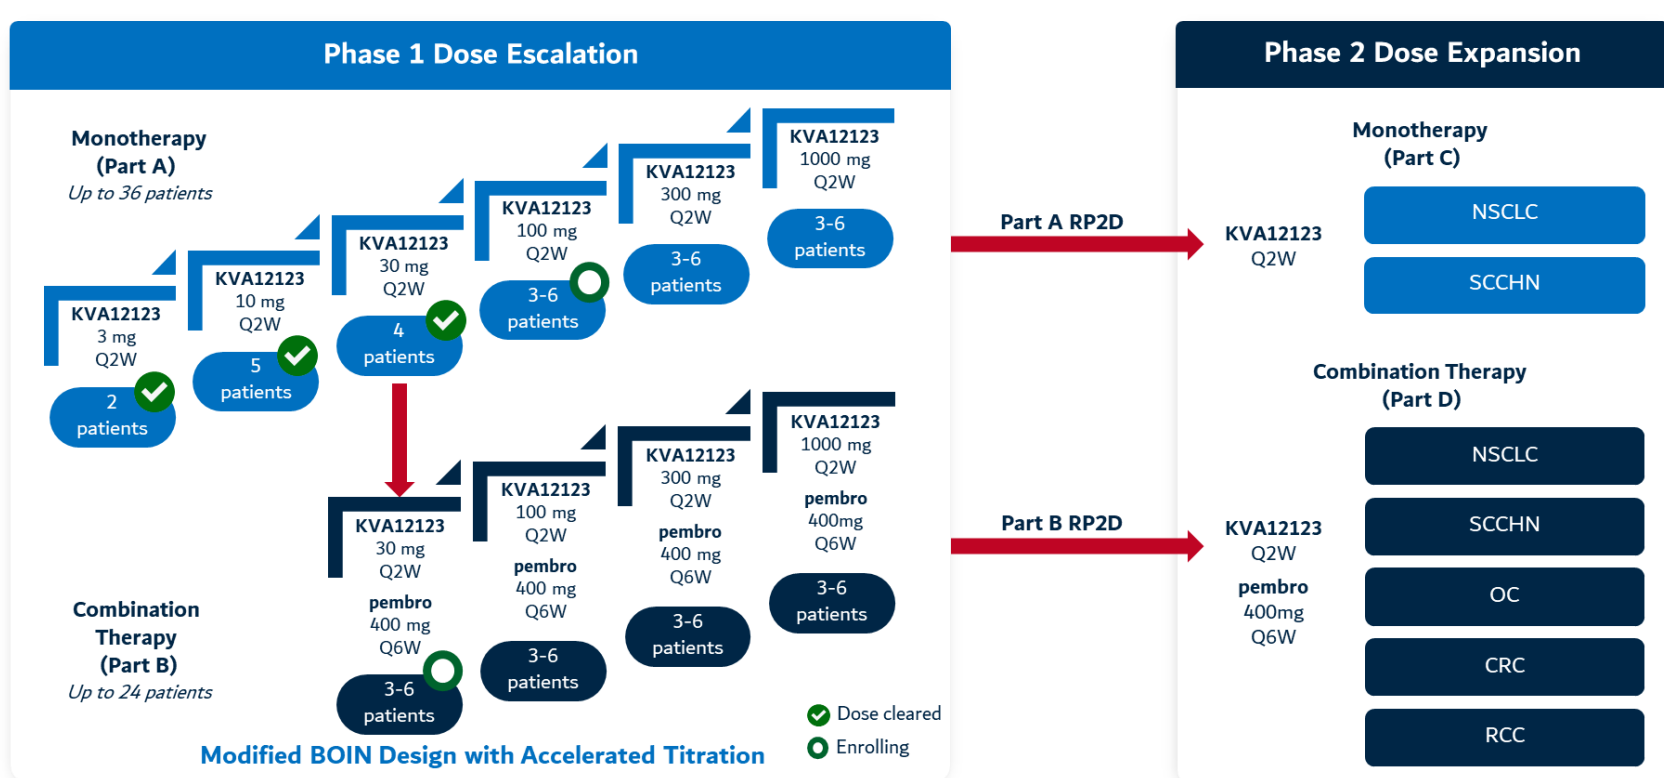 Phase 1 Dose Escalation
Monotherapy
(Part A)
Up to 36 patients
KVA12123
3 mg
Q2W
2
patients
KVA12123
10 mg
Q2W
5
patients
KVA12123
30 mg
Q2W
4
patients
KVA12123
100 mg
Q2W
3-6
patients
KVA12123
300 mg
Q2W
3-6
patients
KVA12123
1000 mg
Q2W
3-6
patients
Combination
Therapy
(Part B)
Up to 24 patients
KVA12123
30 mg
Q2W
pembro
400 mg
Q6W
3-6
patients
KVA12123
100 mg
Q2W
pembro
400 mg
Q6W
3-6
patients
KVA12123
300 mg
Q2W
pembro
400 mg
Q6W
3-6
patients
KVA12123
1000 mg
Q2W
pembro
400mg
Q6W
3-6
patients
Dose cleared
Enrolling
Modified BOIN Design with Accelerated Titration
Part A RP2D
Part B RP2D
Phase 2 Dose Expansion
Monotherapy
(Part C)
KVA12123
Q2W
NSCLC
SCCHN
Combination Therapy
(Part D)
KVA12123
Q2W
pembro
400mg
Q6W
NSCLC
SCCHN
OC
CRC
RCC